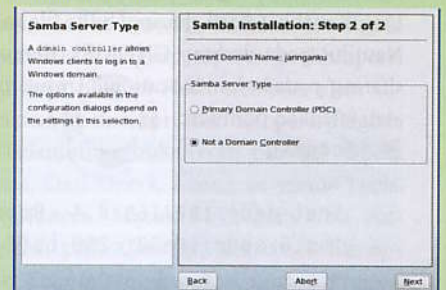 Samba Server Type
A domain controller allows
Windows clients to log in to a
Windows domain.
The options available in the
configuration dialogs depend on
the settings in this selection.
Samba Installation: Step 2 of 2
Current Domain Name: jaringanku
Samba Server Type
Primary Domain Controller (PDC)
Not a Domain Controller
Back
Abort
Next